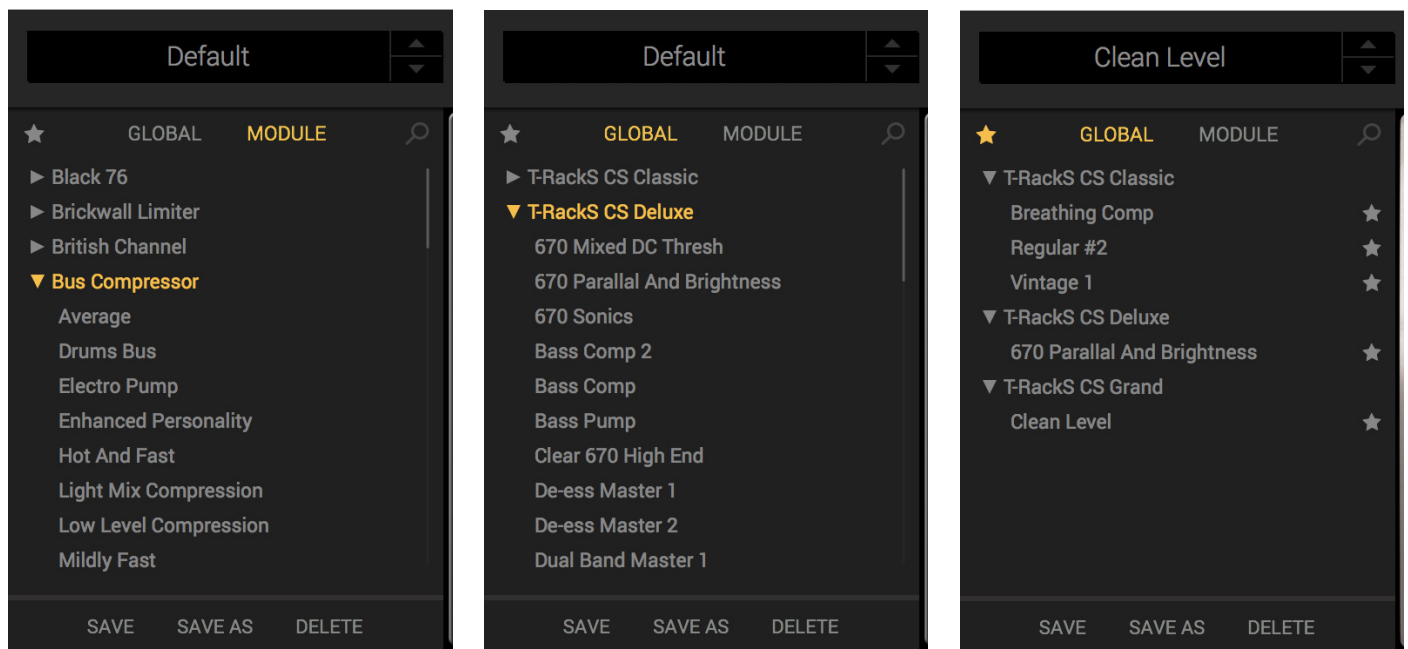 Default
GLOBAL MODULE
Black 76
Brickwall Limiter
British Channel
Bus Compressor
Average
Drums Bus
Electro Pump
Enhanced Personality
Hot And Fast
Light Mix Compression
Low Level Compression
Mildly Fast
SAVE SAVE AS DELETE
Default
GLOBAL MODULE
T-RackS CS Classic
T-RackS CS Deluxe
670 Mixed DC Thresh
670 Parallal And Brightness
670 Sonics
Bass Comp 2
Bass Comp
Bass Pump
Clear 670 High End
De-ess Master 1
De-ess Master 2
Dual Band Master 1
SAVE SAVE AS DELETE
Clean Level
GLOBAL MODULE
T-RackS CS Classic
Breathing Comp
Regular #2
Vintage 1
T-RackS CS Deluxe
670 Parallal And Brightness
T-RackS CS Grand
Clean Level
SAVE SAVE AS DELETE